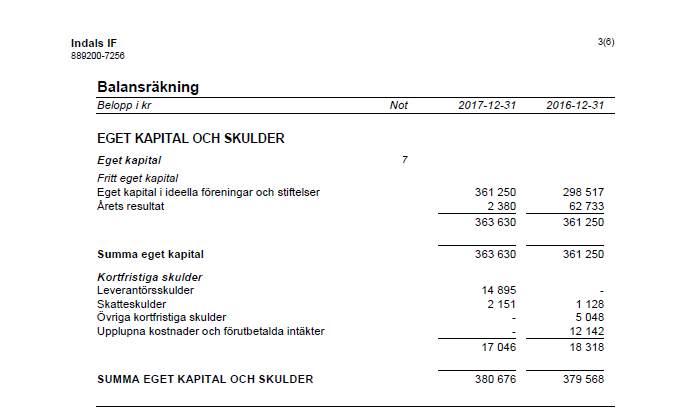 Indals IF 3(6)
889200-7256
Balansräkning
Belopp i kr Not 2017-12-31 2016-12-31
EGET KAPITAL OCH SKULDER
Eget kapital 7
Fritt eget kapital
Eget kapital i ideella föreningar och stiftelser 361 250 298 517
Årets resultat 2 380 62 733
363 630 361 250
Summa eget kapital 363 630 361 250
Kortfristiga skulder
Leverantörsskulder 14 895 -
Skatteskulder 2 151 1 128
Övriga kortfristiga skulder - 5 048
Upplupna kostnader och förutbetalda intäkter - 12 142
17 046 18 318
SUMMA EGET KAPITAL OCH SKULDER 380 676 379 568